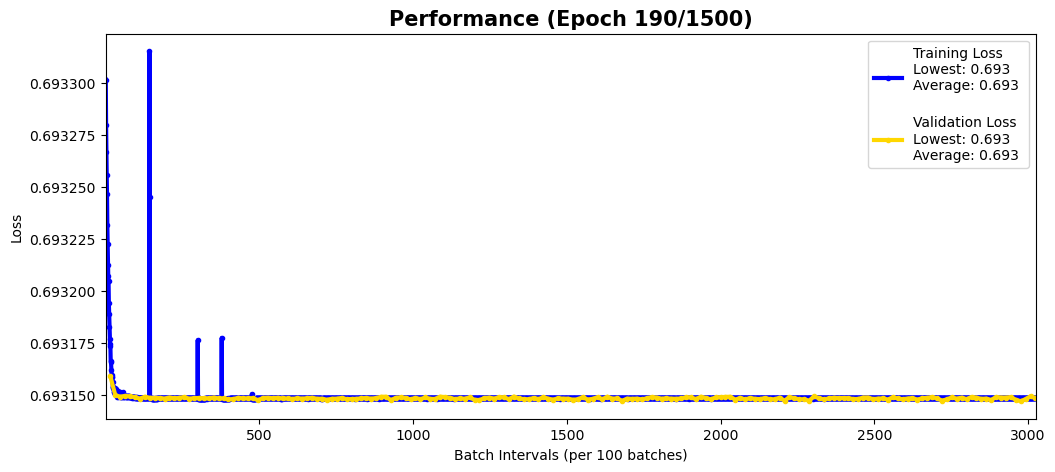 Performance (Epoch 190/1500)
Training Loss
Lowest: 0.693
Average: 0.693
Validation Loss
Lowest: 0.693
Average: 0.693
0.693300
0.693275
0.693250
0.693225
0.693200
0.693175
0.693150
Loss
500
1000
1500
2000
2500
3000
Batch Intervals (per 100 batches)